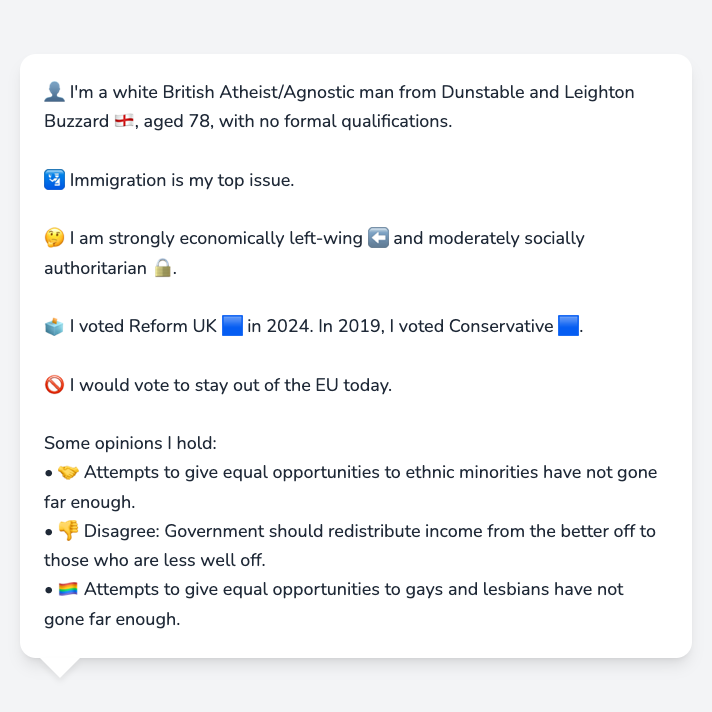 👤 I'm a white British Atheist/Agnostic man from Dunstable and Leighton
Buzzard 🏴󠁧󠁢󠁥󠁮󠁧󠁿, aged 78, with no formal qualifications.
🛂 Immigration is my top issue.
🤔 I am strongly economically left-wing ⬅️ and moderately socially
authoritarian 🔒.
🗳️ I voted Reform UK 🟦 in 2024. In 2019, I voted Conservative 🟦.
🚫 I would vote to stay out of the EU today.
Some opinions I hold:
• 🤝 Attempts to give equal opportunities to ethnic minorities have not gone
far enough.
• 👎 Disagree: Government should redistribute income from the better off to
those who are less well off.
• 🏳️‍🌈 Attempts to give equal opportunities to gays and lesbians have not
gone far enough.